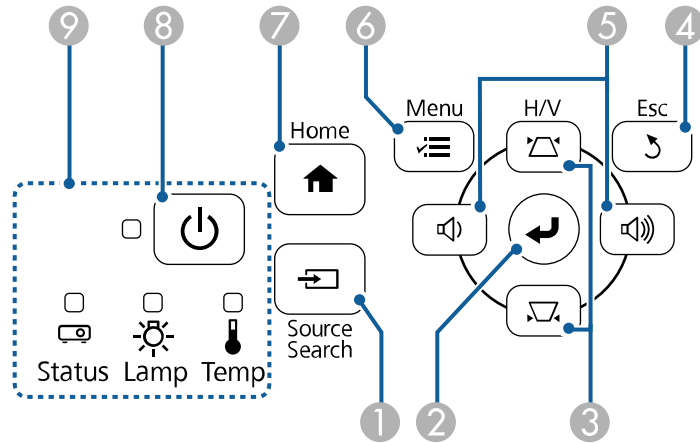 9
8
7
6
5
4
Menu
H/V
Esc
Home
Source
Search
Status
Lamp
Temp
1
2
3